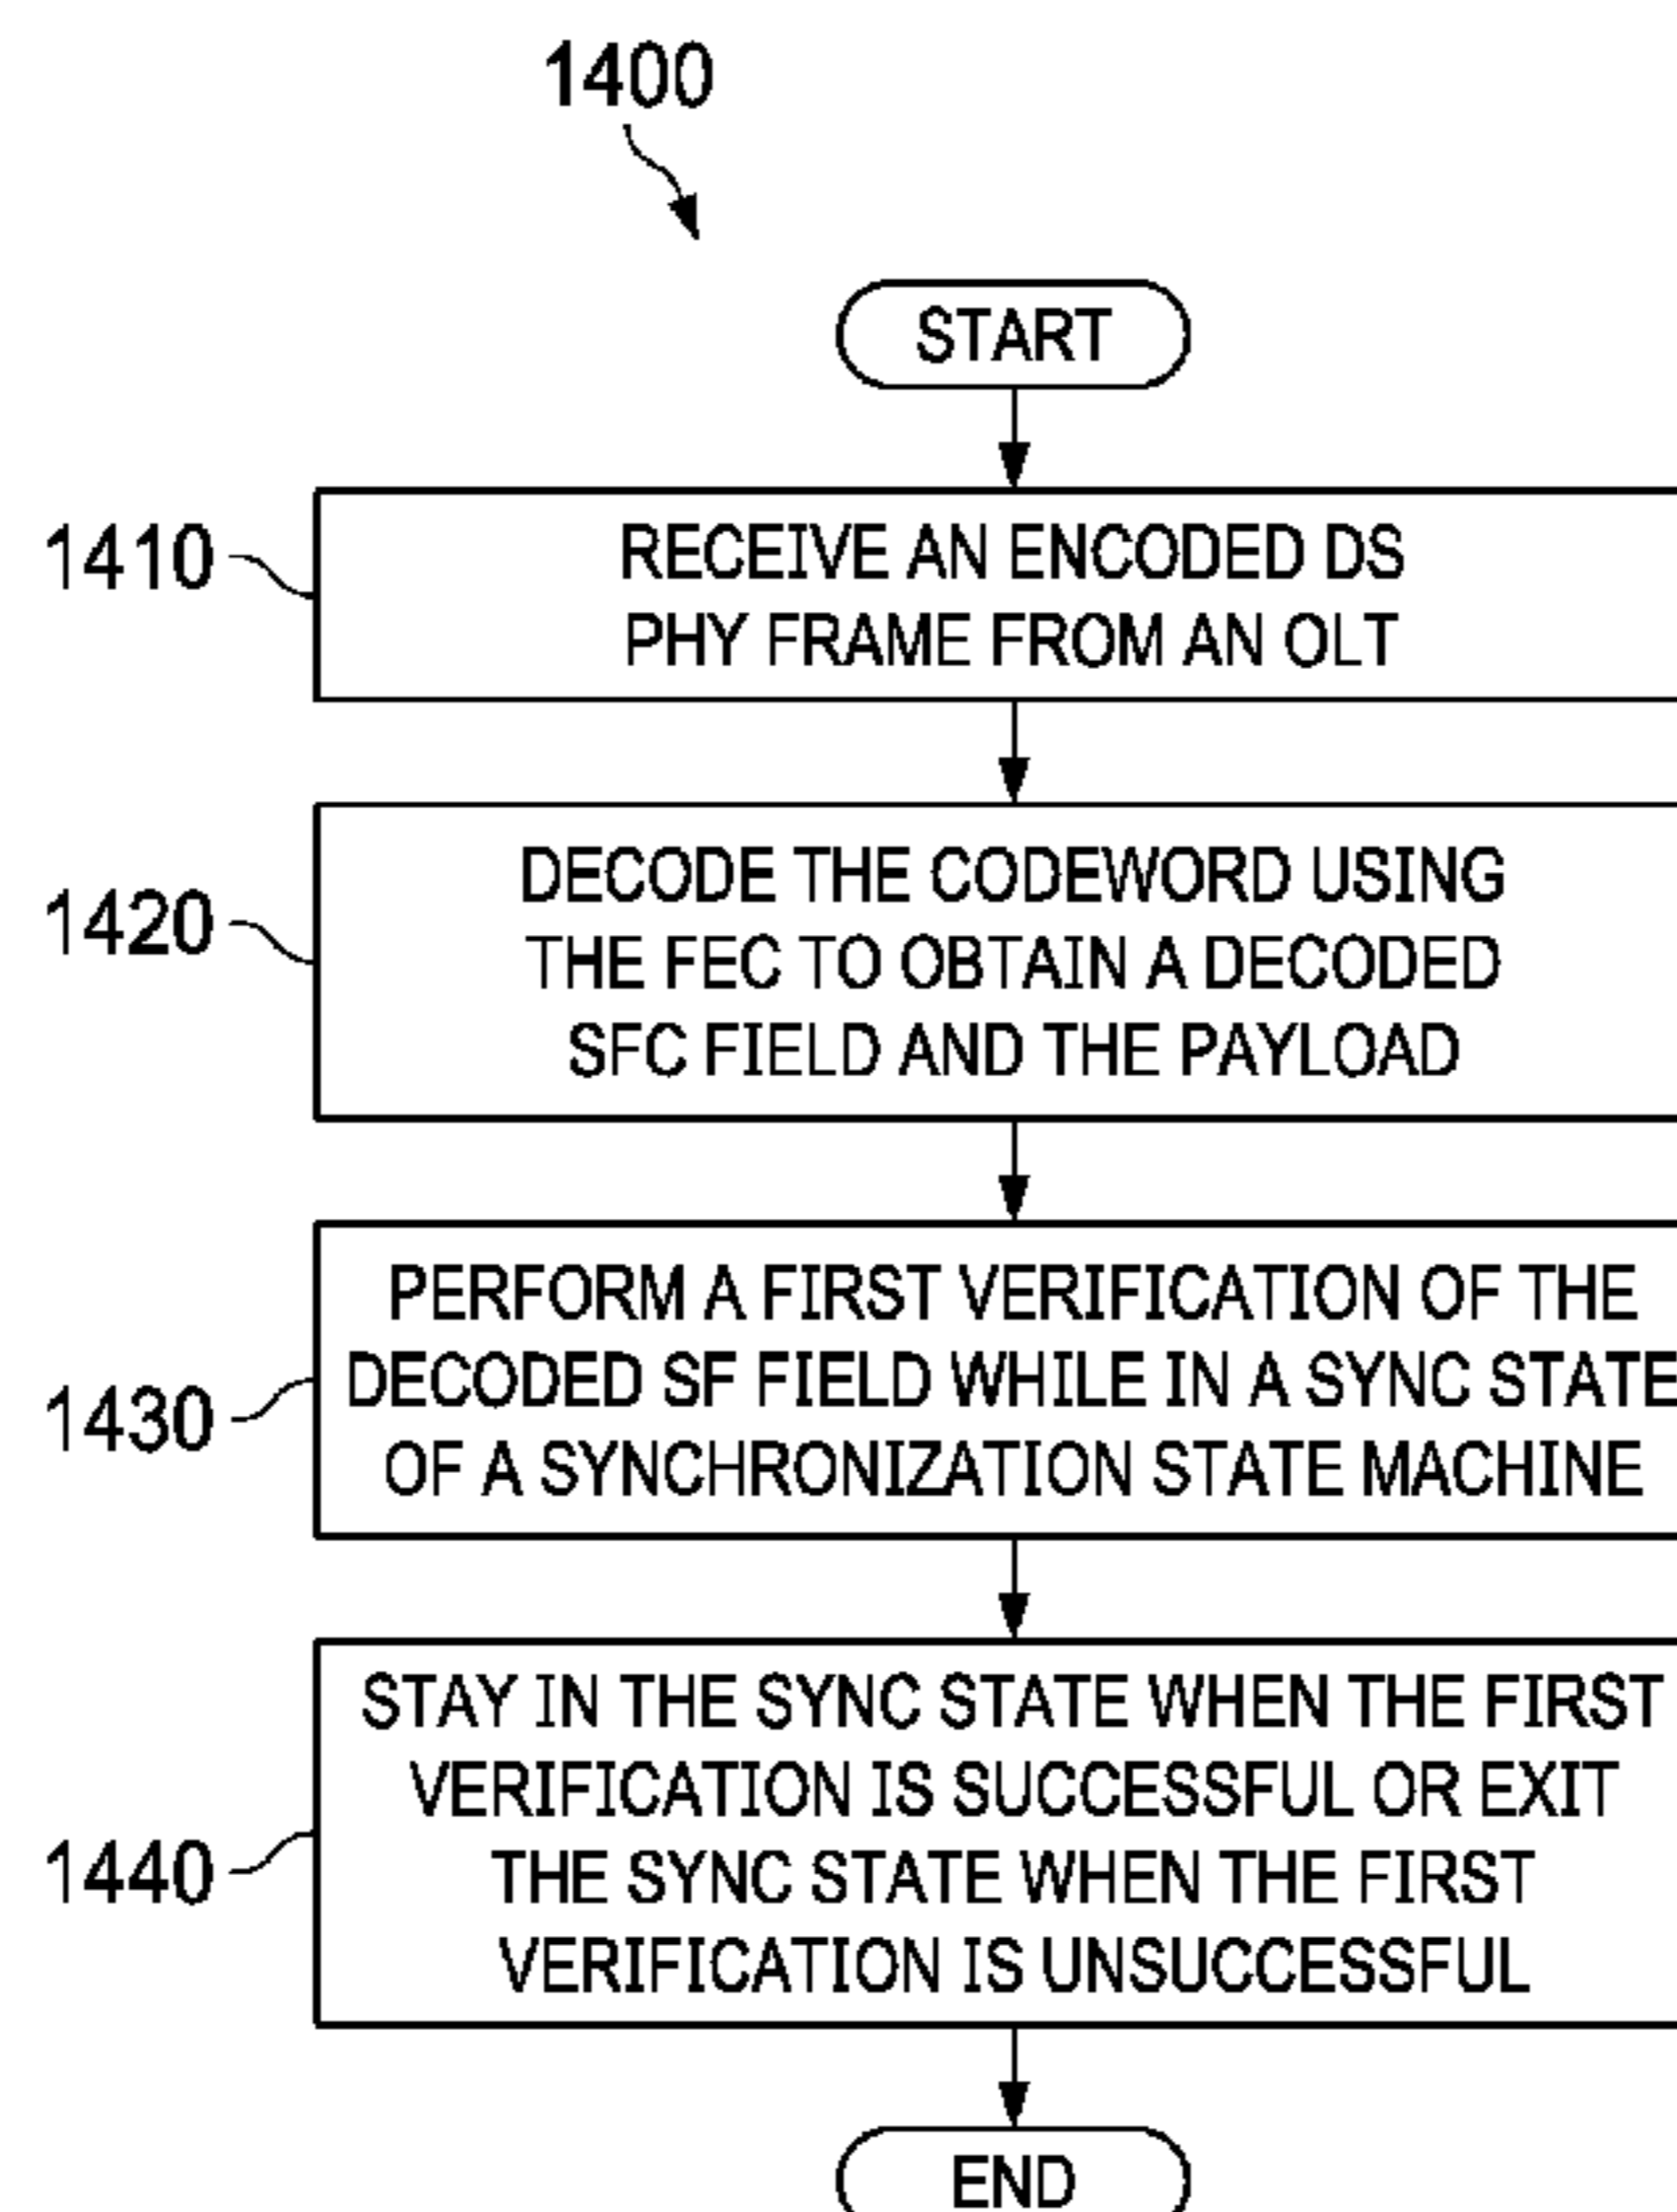 1400
START
1410
RECEIVE AN ENCODED DS
PHY FRAME FROM AN OLT
1420
DECODE THE CODEWORD USING
THE FEC TO OBTAIN A DECODED
SFC FIELD AND THE PAYLOAD
1430
PERFORM A FIRST VERIFICATION OF THE
DECODED SF FIELD WHILE IN A SYNC STATE
OF A SYNCHRONIZATION STATE MACHINE
1440
STAY IN THE SYNC STATE WHEN THE FIRST
VERIFICATION IS SUCCESSFUL OR EXIT
THE SYNC STATE WHEN THE FIRST
VERIFICATION IS UNSUCCESSFUL
END